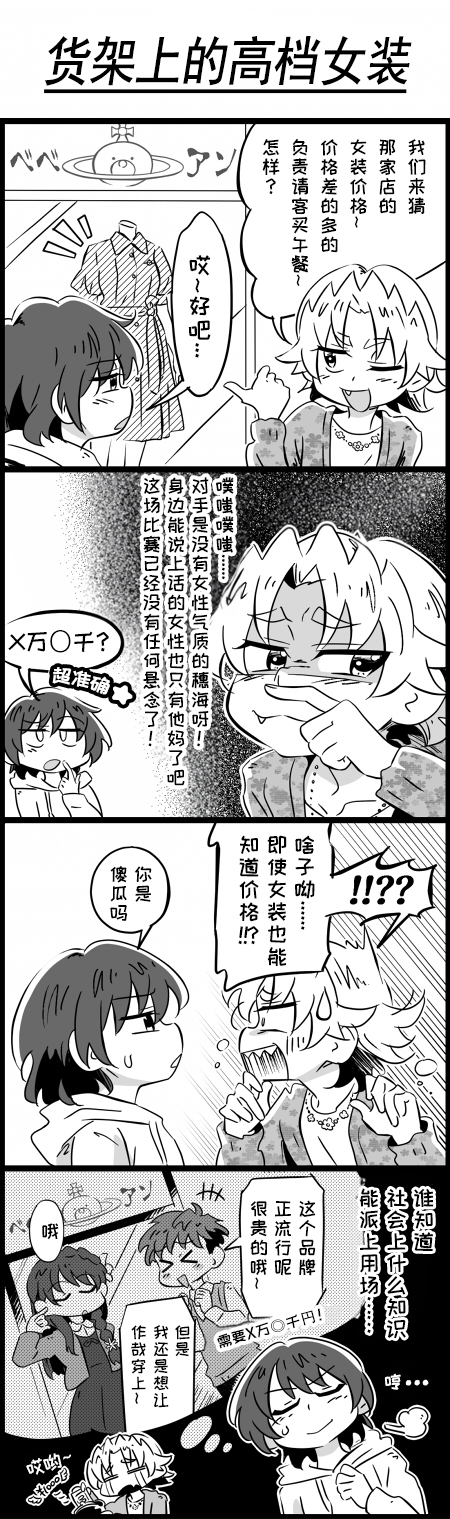 货架上的高档女装
べべ
アン
我们来猜
那家店的
女装价格~
价格差的多的
负责请客买午餐~
怎样？
哎~好吧…
噗嗤噗嗤……
对手是没有女性气质的穗海呀！
身边能说上话的女性也只有他妈了吧
这场比赛已经没有任何悬念了！
X万○千？
超准确★
!!??
啥子呦……
即使女装也能
知道价格!!?
你是
傻瓜吗
谁知道
社会上什么知识
能派上用场……
べ
アン
这个品牌
正流行呢
很贵的哦~
需要X万○千円！
哦
但是
我还是想让
作哉穿上~
哼…
哎哟~